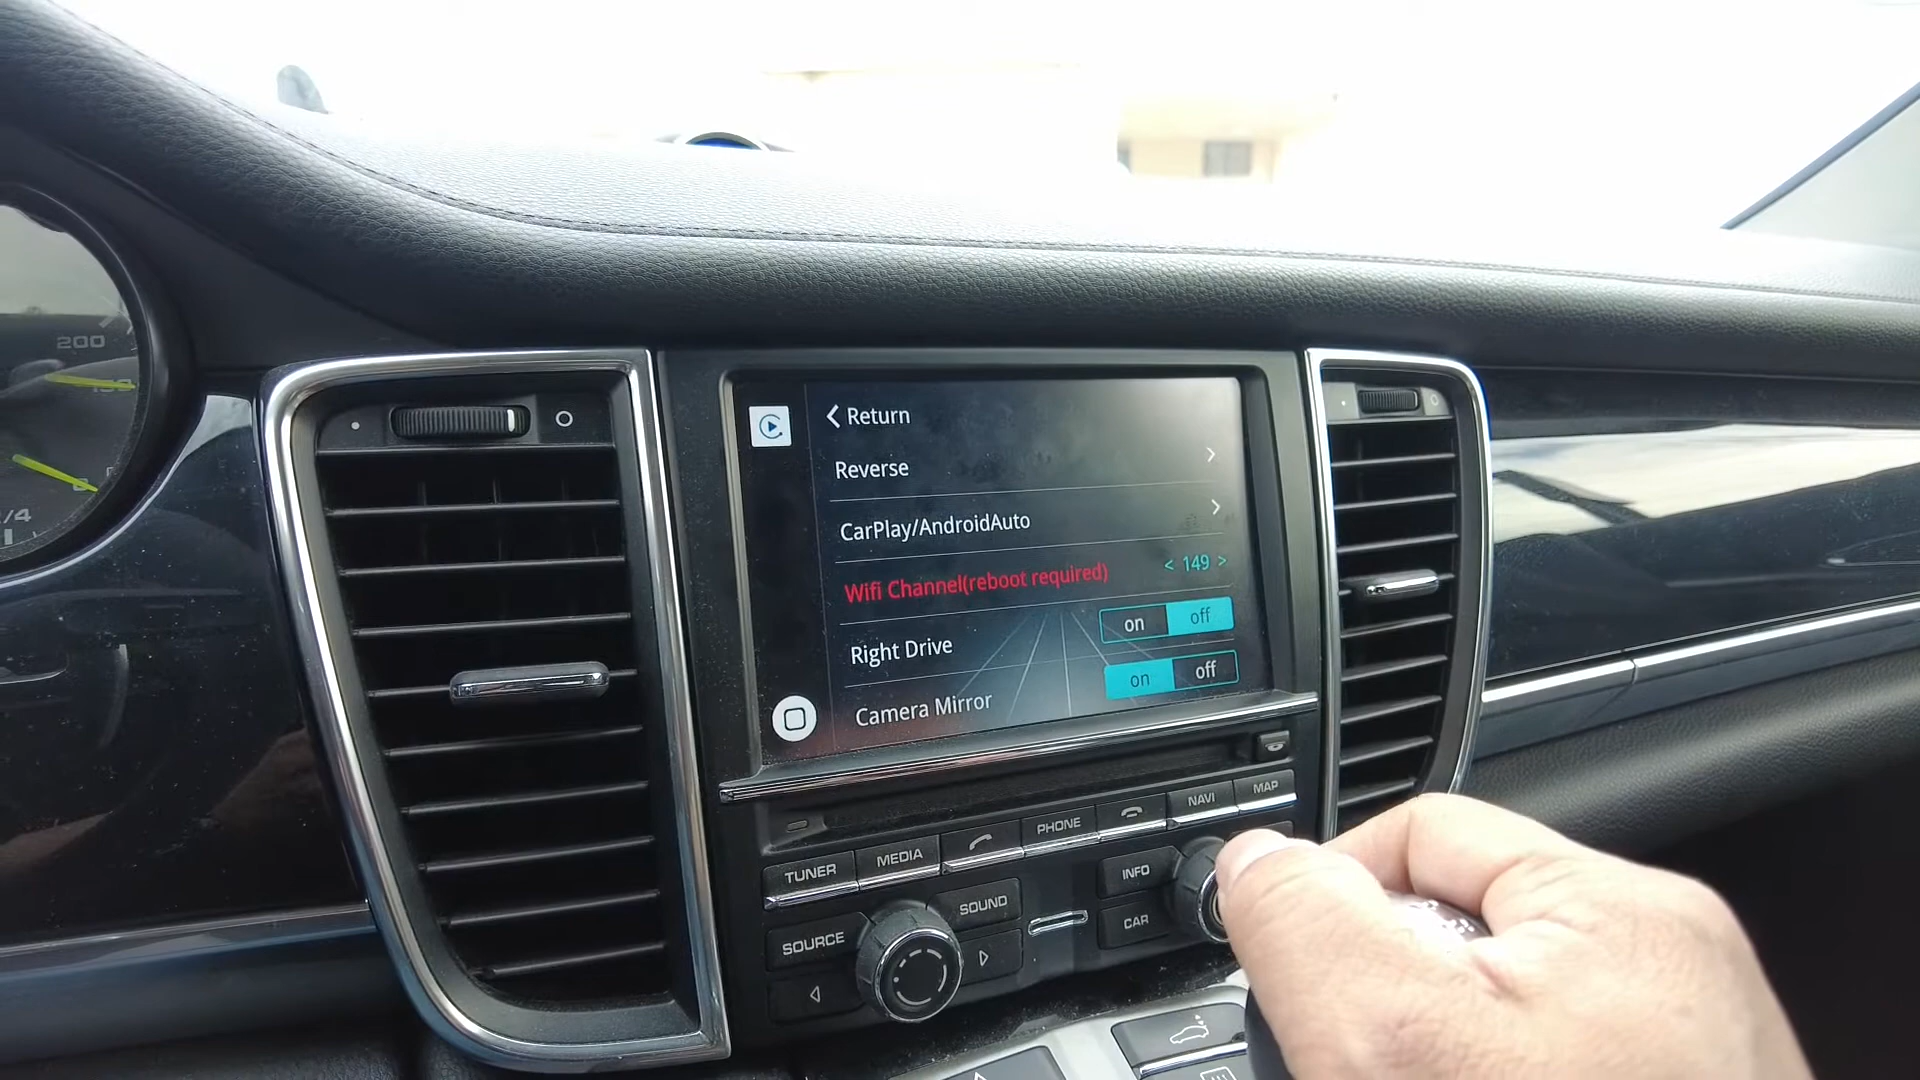 200
/4
Return
Reverse
CarPlay/AndroidAuto
Wifi Channel(reboot required)
< 149 >
Right Drive
on off
Camera Mirror
on off
TUNER
MEDIA
PHONE
NAVI
MAP
SOURCE
SOUND
INFO
CAR